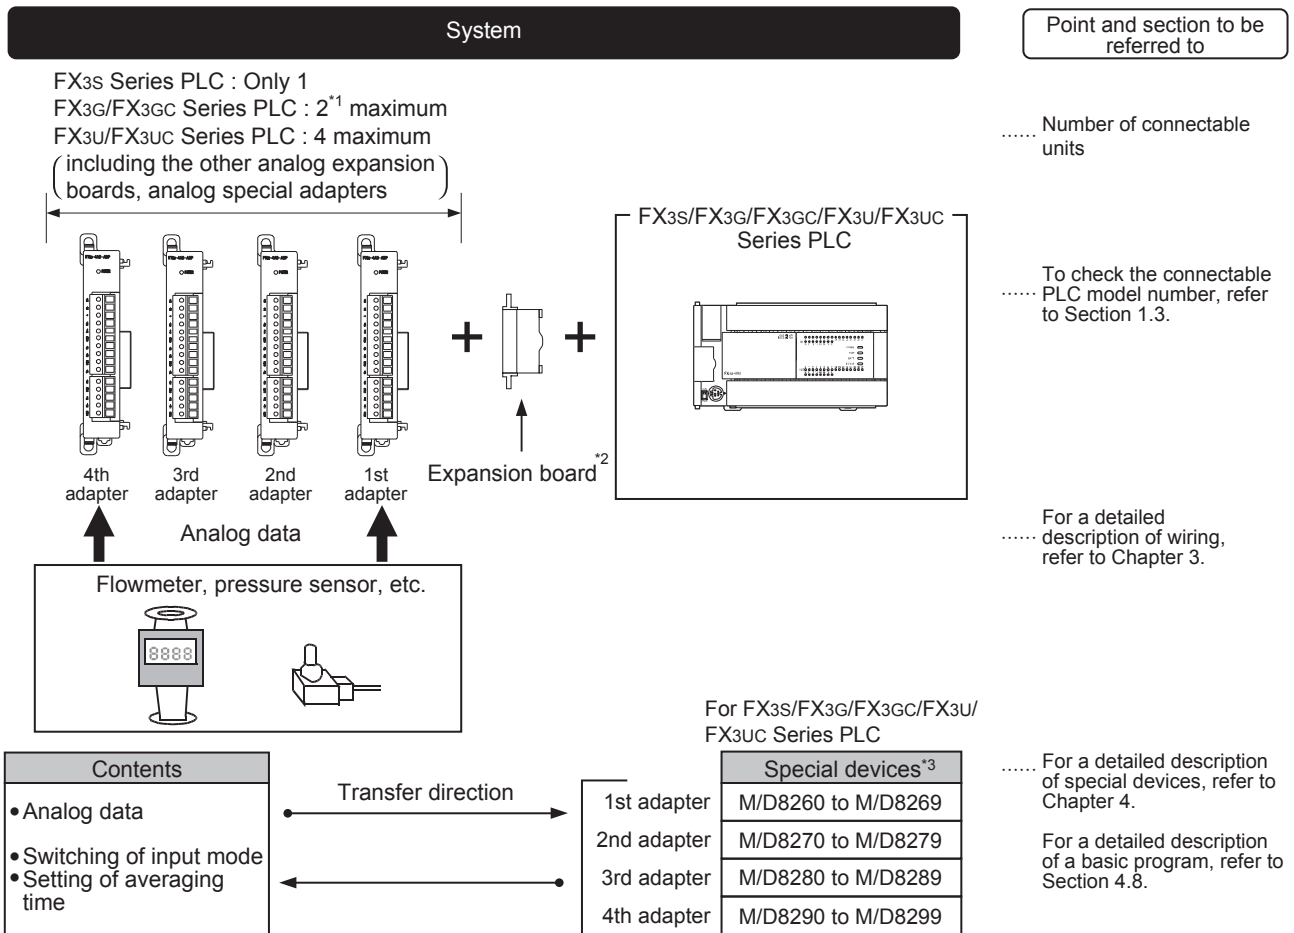 System
Point and section to be
referred to
FX3S Series PLC : Only 1
FX3G/FX3GC Series PLC : 2*1 maximum
FX3U/FX3UC Series PLC : 4 maximum
(including the other analog expansion
boards, analog special adapters)
...... Number of connectable
units
FX3S/FX3G/FX3GC/FX3U/FX3UC
Series PLC
To check the connectable
...... PLC model number, refer
to Section 1.3.
POWER
POWER
POWER
POWER
4th
adapter
3rd
adapter
2nd
adapter
1st
adapter
Expansion board*2
Analog data
For a detailed
...... description of wiring,
refer to Chapter 3.
Flowmeter, pressure sensor, etc.
8888
For FX3S/FX3G/FX3GC/FX3U/
FX3UC Series PLC
Contents
• Analog data
• Switching of input mode
• Setting of averaging
time
Transfer direction
Special devices*3
1st adapter M/D8260 to M/D8269
2nd adapter M/D8270 to M/D8279
3rd adapter M/D8280 to M/D8289
4th adapter M/D8290 to M/D8299
...... For a detailed description
of special devices, refer to
Chapter 4.
For a detailed description
of a basic program, refer to
Section 4.8.